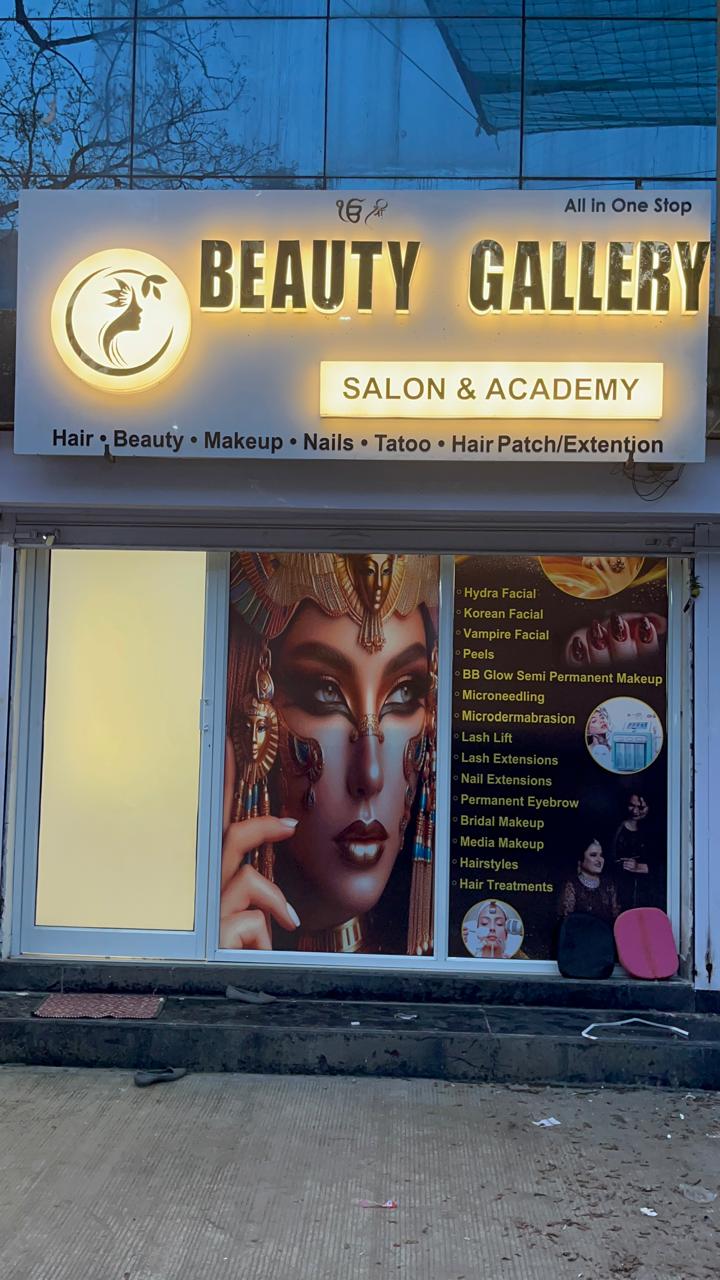 ੴ श्री
All in One Stop
BEAUTY GALLERY
SALON & ACADEMY
Hair • Beauty • Makeup • Nails • Tatoo • Hair Patch/Extention
Hydra Facial
Korean Facial
Vampire Facial
Peels
BB Glow Semi Permanent Makeup
Microneedling
Microdermabrasion
Lash Lift
Lash Extensions
Nail Extensions
Permanent Eyebrow
Bridal Makeup
Media Makeup
Hairstyles
Hair Treatments